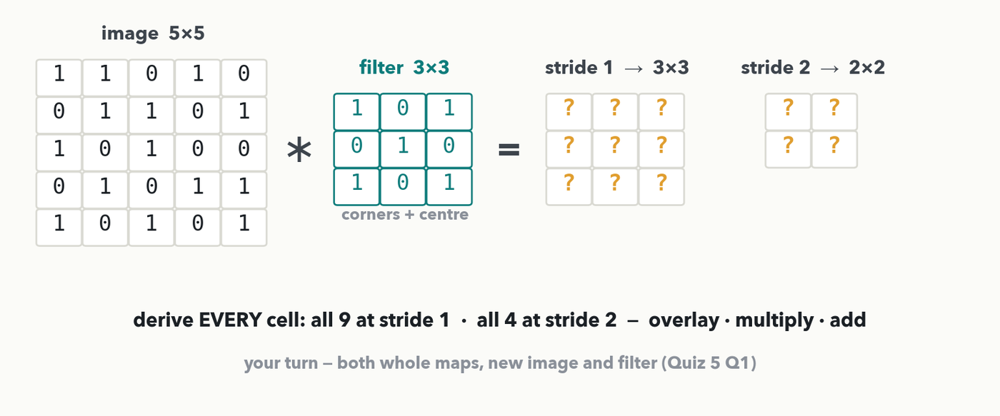 image 5×5
1 1 0 1 0
0 1 1 0 1
1 0 1 0 0
0 1 0 1 1
1 0 1 0 1
*
filter 3×3
1 0 1
0 1 0
1 0 1
corners + centre
=
stride 1 → 3×3
? ? ?
? ? ?
? ? ?
stride 2 → 2×2
? ?
? ?
derive EVERY cell: all 9 at stride 1 · all 4 at stride 2 — overlay · multiply · add
your turn — both whole maps, new image and filter (Quiz 5 Q1)